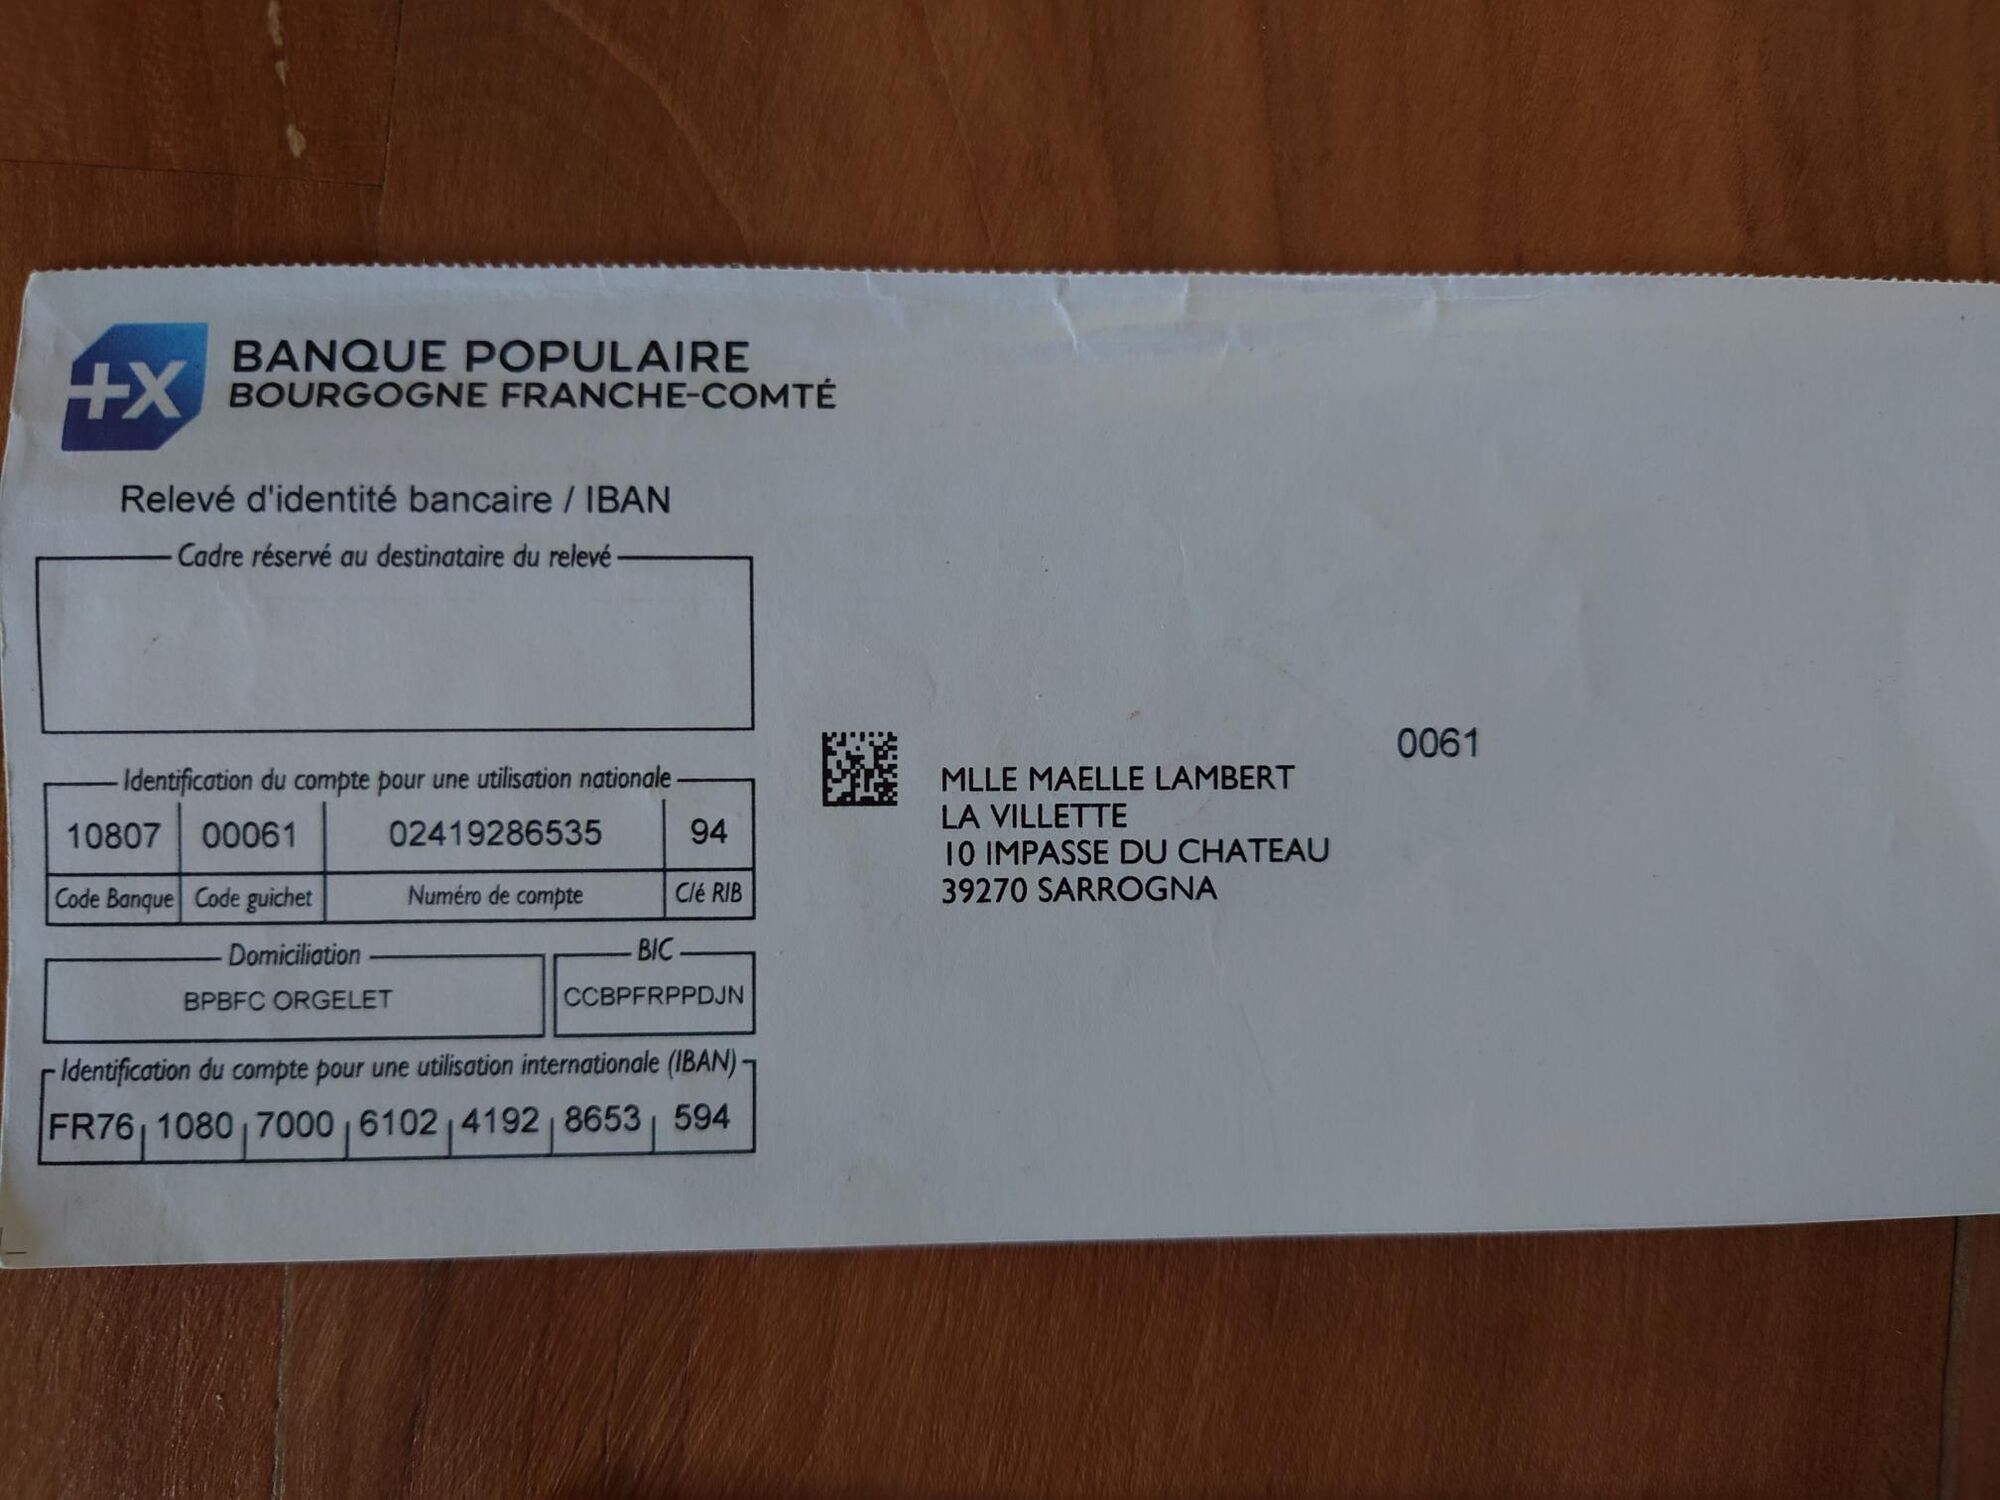 BANQUE POPULAIRE
BOURGOGNE FRANCHE-COMTÉ
Relevé d'identité bancaire / IBAN
Cadre réservé au destinataire du relevé
Identification du compte pour une utilisation nationale
10807 00061 02419286535 94
Code Banque Code guichet Numéro de compte Clé RIB
Domiciliation BIC
BPBFC ORGELET CCBPFRPPDJN
Identification du compte pour une utilisation internationale (IBAN)
FR76 1080 7000 6102 4192 8653 594
0061
MLLE MAELLE LAMBERT
LA VILLETTE
10 IMPASSE DU CHATEAU
39270 SARROGNA